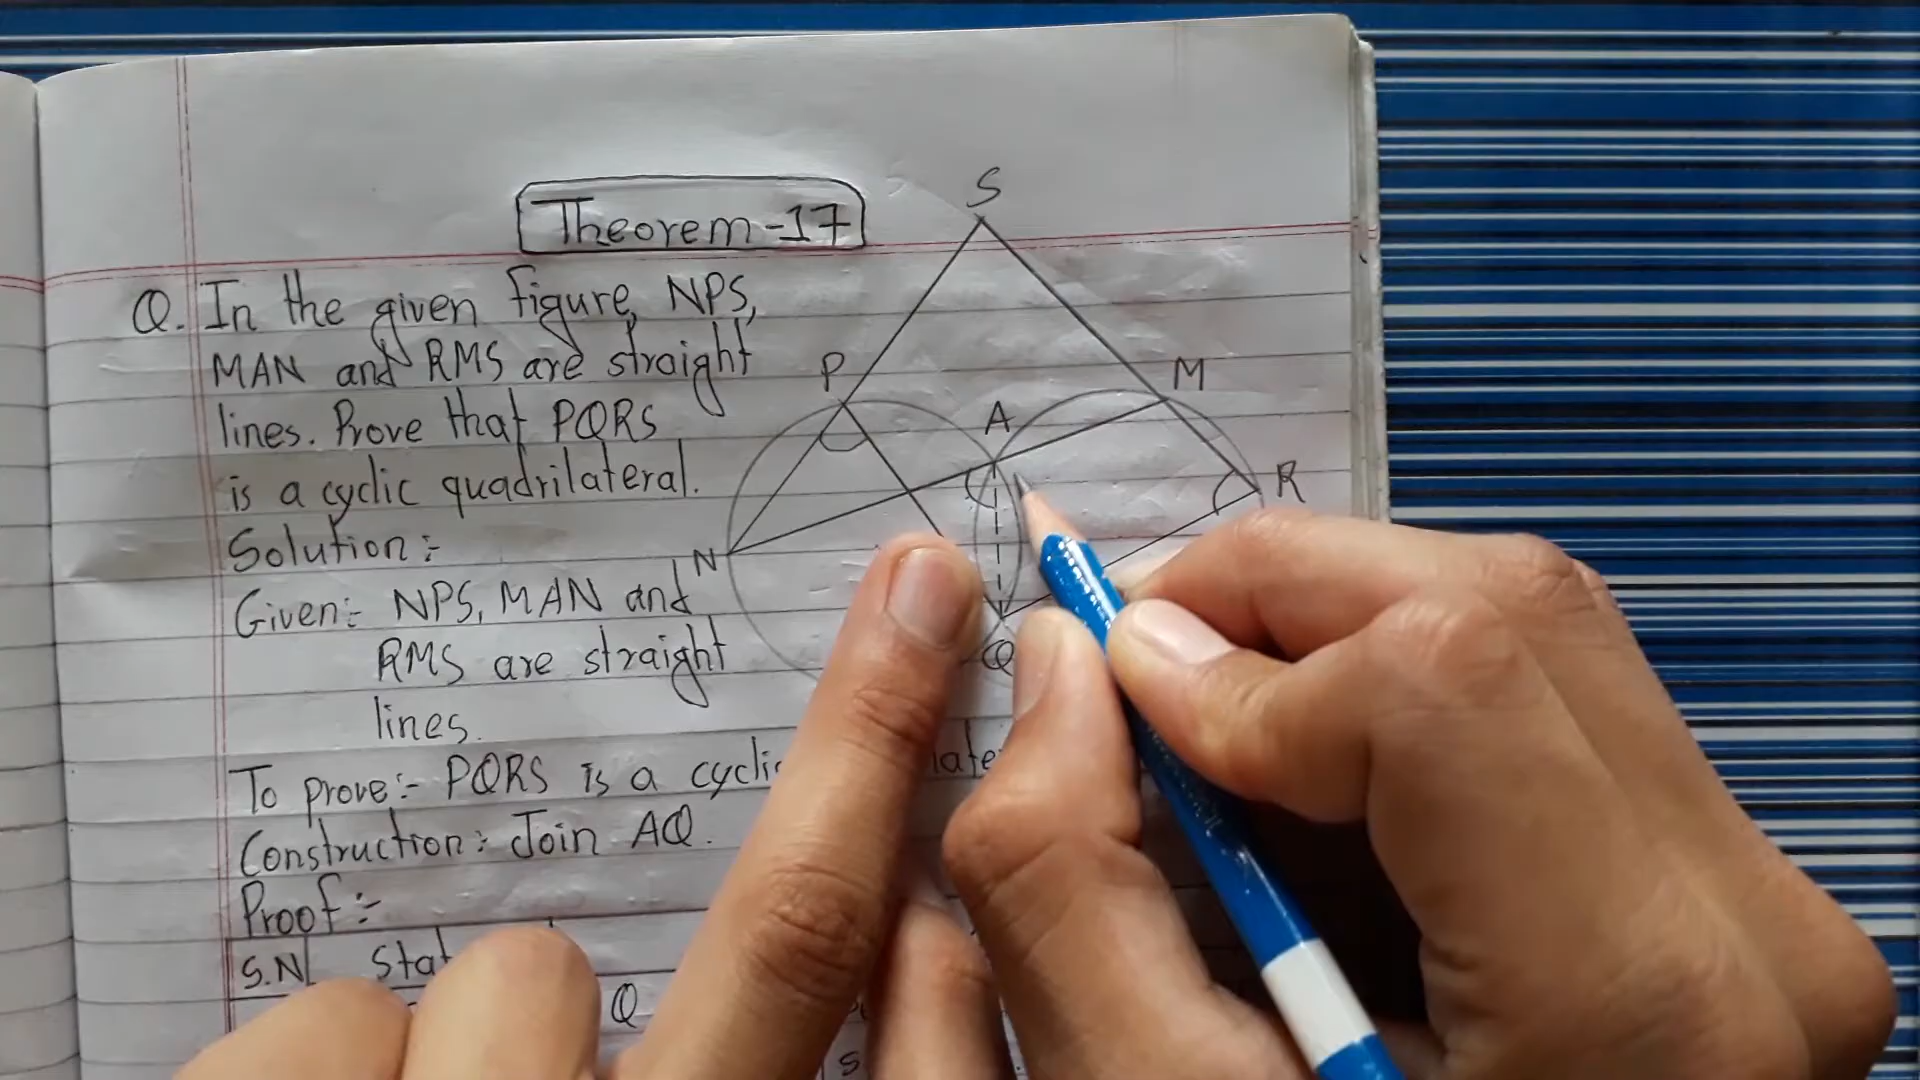 Theorem-17
Q. In the given figure, NPS,
MAN and RMS are straight
lines. Prove that PQRS
is a cyclic quadrilateral.
Solution:-
Given:- NPS, MAN and
RMS are straight
lines.
To prove:- PQRS is a
Construction: Join AQ.
Proof:-
S.N
Q
S
P
M
A
R
N
Q